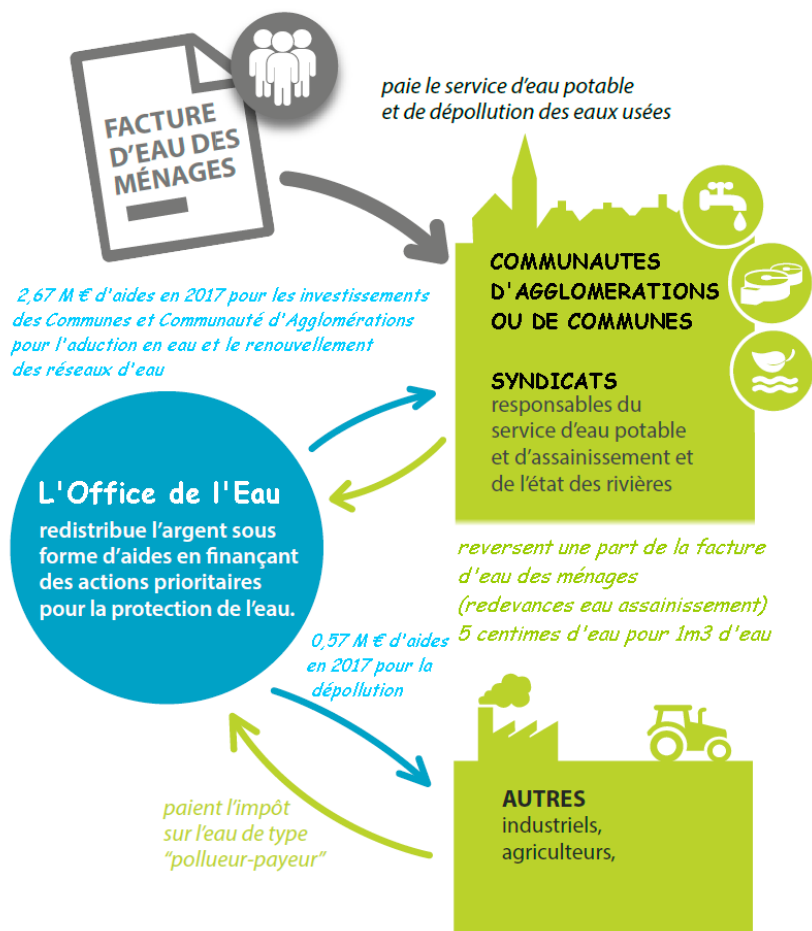 FACTURE
D'EAU DES
MÉNAGES
paie le service d'eau potable
et de dépollution des eaux usées
COMMUNAUTES
D'AGGLOMERATIONS
OU DE COMMUNES
SYNDICATS
responsables du
service d'eau potable
et d'assainissement et
de l'état des rivières
2,67 M € d'aides en 2017 pour les investissements
des Communes et Communauté d'Agglomérations
pour l'aduction en eau et le renouvellement
des réseaux d'eau
L'Office de l'Eau
redistribue l'argent sous
forme d'aides en finançant
des actions prioritaires
pour la protection de l'eau.
reversent une part de la facture
d'eau des ménages
(redevances eau assainissement)
5 centimes d'eau pour 1m3 d'eau
0,57 M € d'aides
en 2017 pour la
dépollution
paient l'impôt
sur l'eau de type
"pollueur-payeur"
AUTRES
industriels,
agriculteurs,